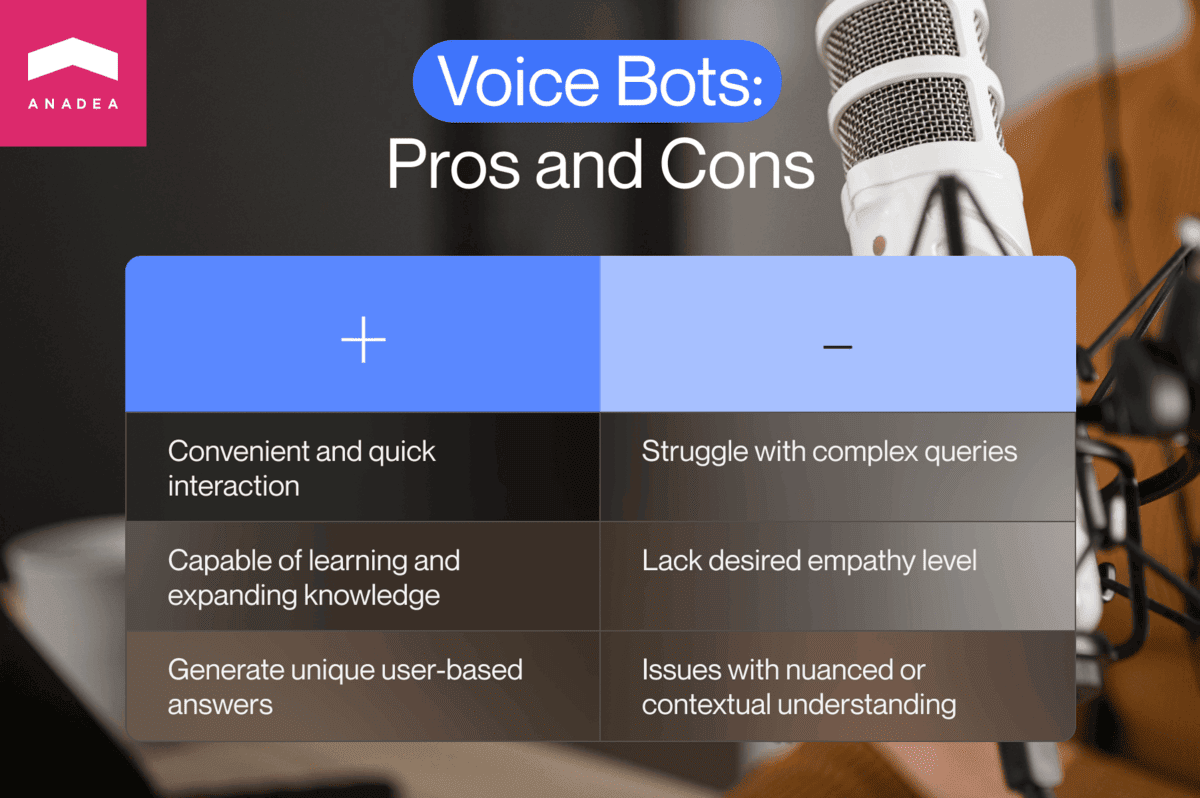 ANADEA
Voice Bots:
Pros and Cons
+
–
Convenient and quick
interaction
Struggle with complex queries
Capable of learning and
expanding knowledge
Lack desired empathy level
Generate unique user-based
answers
Issues with nuanced or
contextual understanding